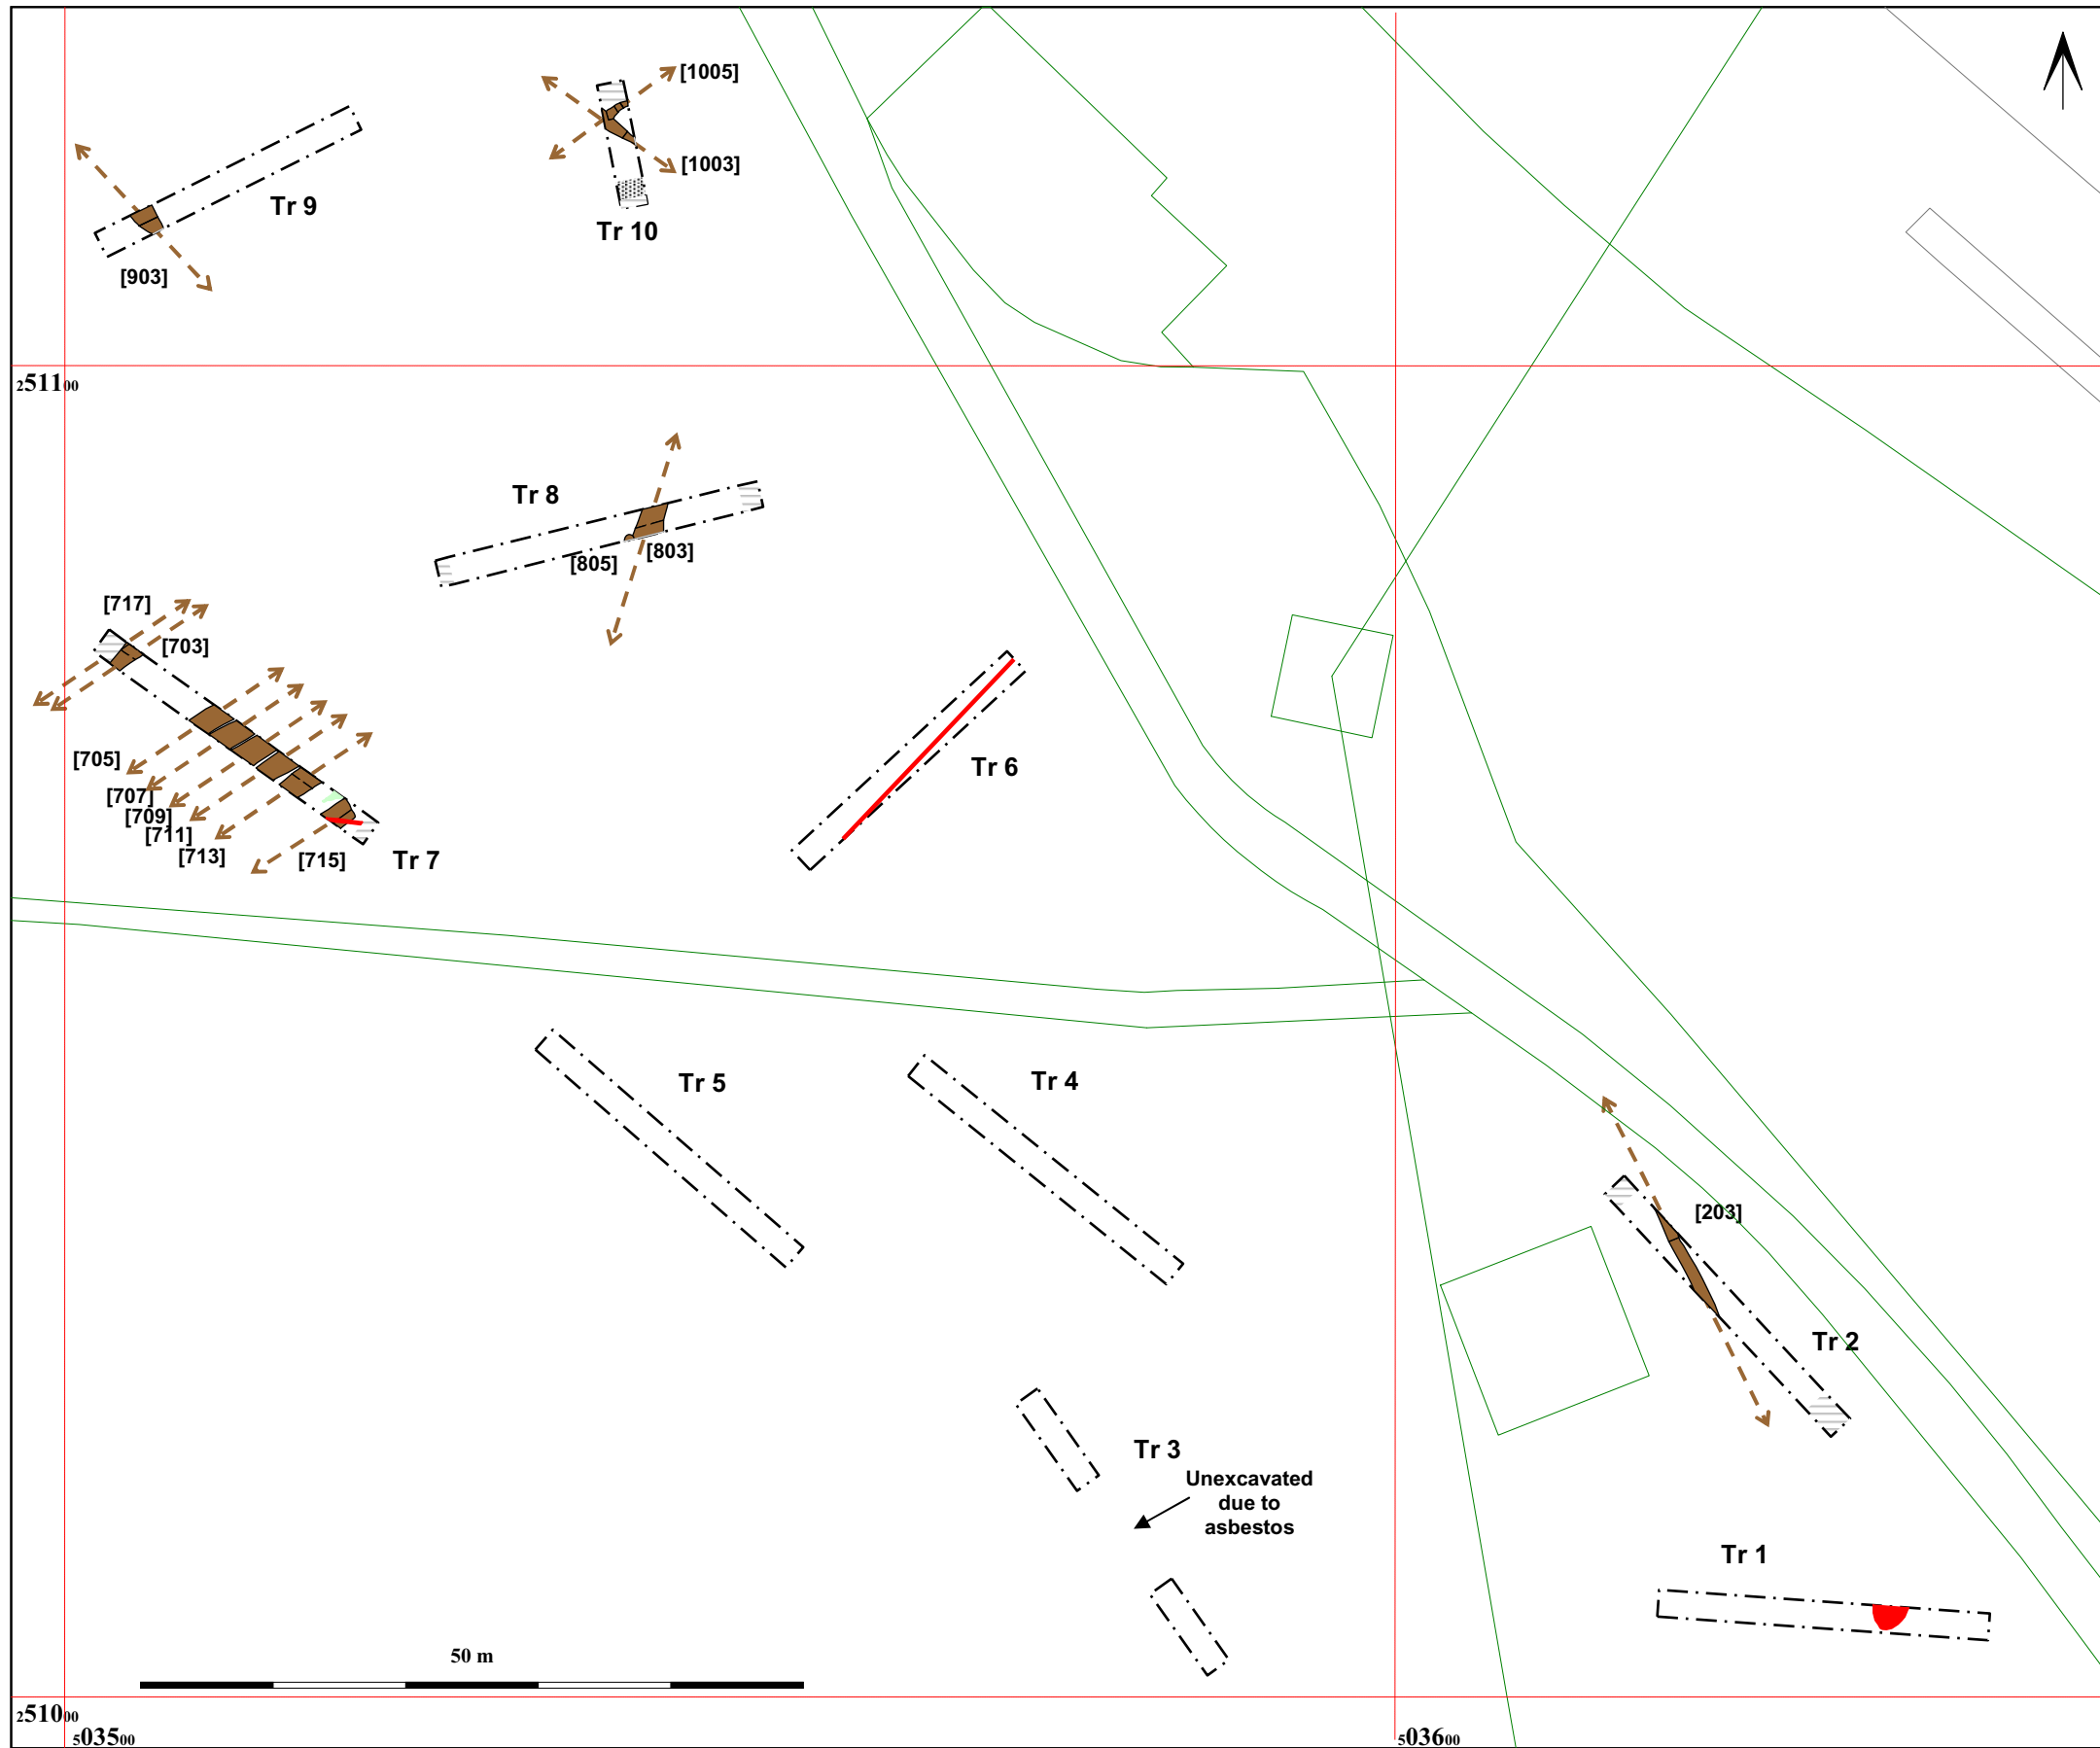 [1005]
[1003]
Tr 10
Tr 9
[903]
251100
Tr 8
[803]
[805]
[717]
[703]
[705]
[707]
[709]
[711]
[713]
[715]
Tr 7
Tr 6
Tr 5
Tr 4
[203]
Tr 2
Tr 3
Unexcavated
due to
asbestos
Tr 1
50 m
251000
503500
503600